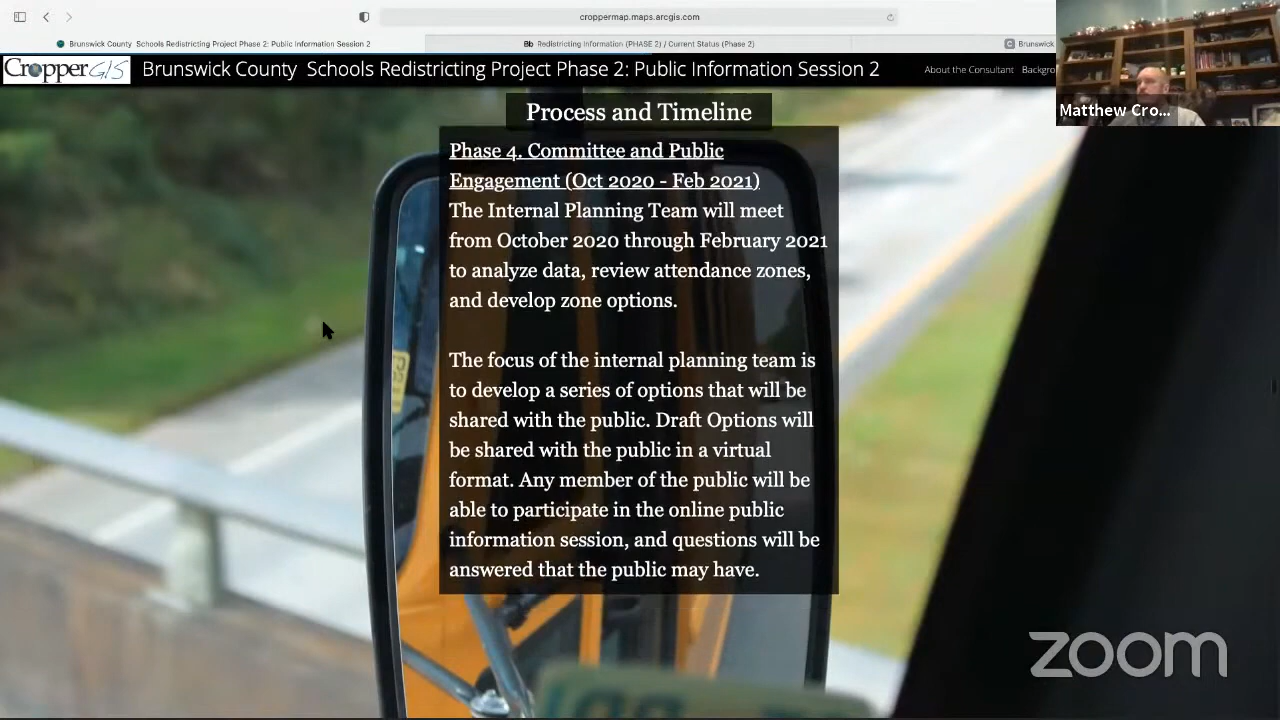 croppermap.maps.arcgis.com
Brunswick County Schools Redistricting Project Phase 2: Public Information Session 2
Bb Redistricting Information (PHASE 2) / Current Status (Phase 2)
C Brunswick
CropperGIS
Brunswick County Schools Redistricting Project Phase 2: Public Information Session 2
About the Consultant Backgro
Matthew Cro...
Process and Timeline
Phase 4. Committee and Public
Engagement (Oct 2020 - Feb 2021)
The Internal Planning Team will meet
from October 2020 through February 2021
to analyze data, review attendance zones,
and develop zone options.
The focus of the internal planning team is
to develop a series of options that will be
shared with the public. Draft Options will
be shared with the public in a virtual
format. Any member of the public will be
able to participate in the online public
information session, and questions will be
answered that the public may have.
zoom